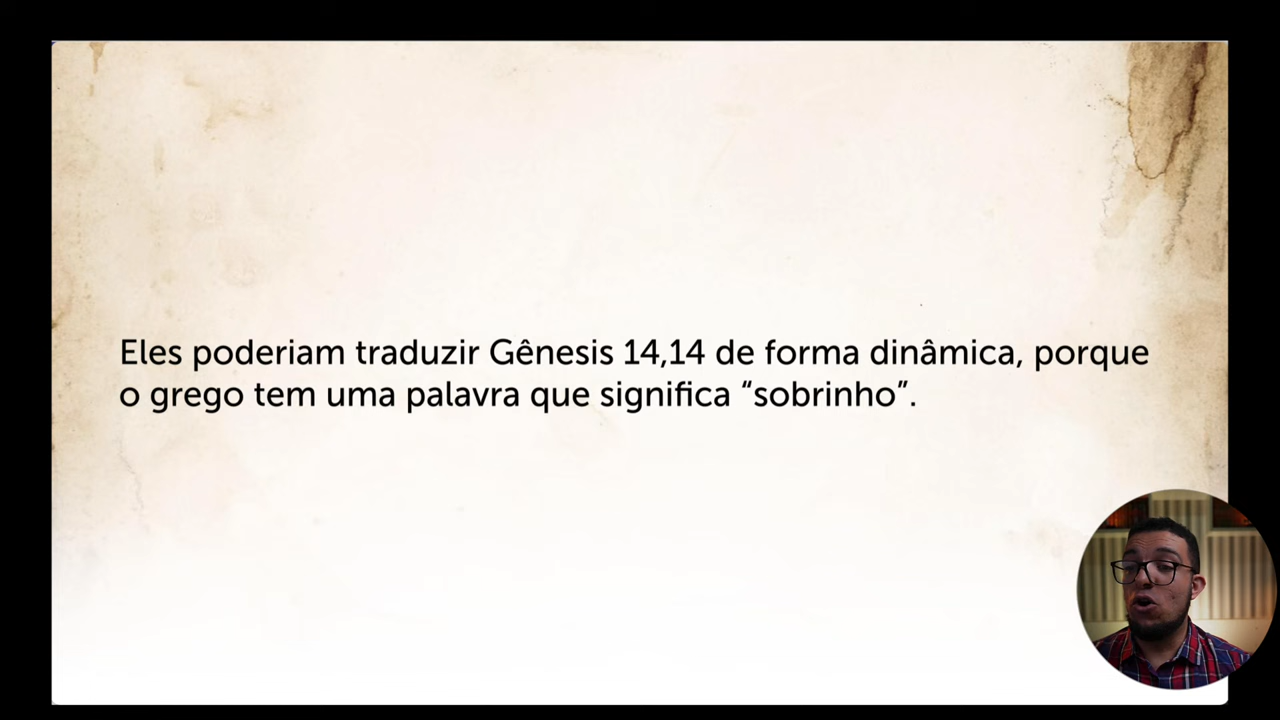 Eles poderiam traduzir Gênesis 14,14 de forma dinâmica, porque
o grego tem uma palavra que significa “sobrinho”.